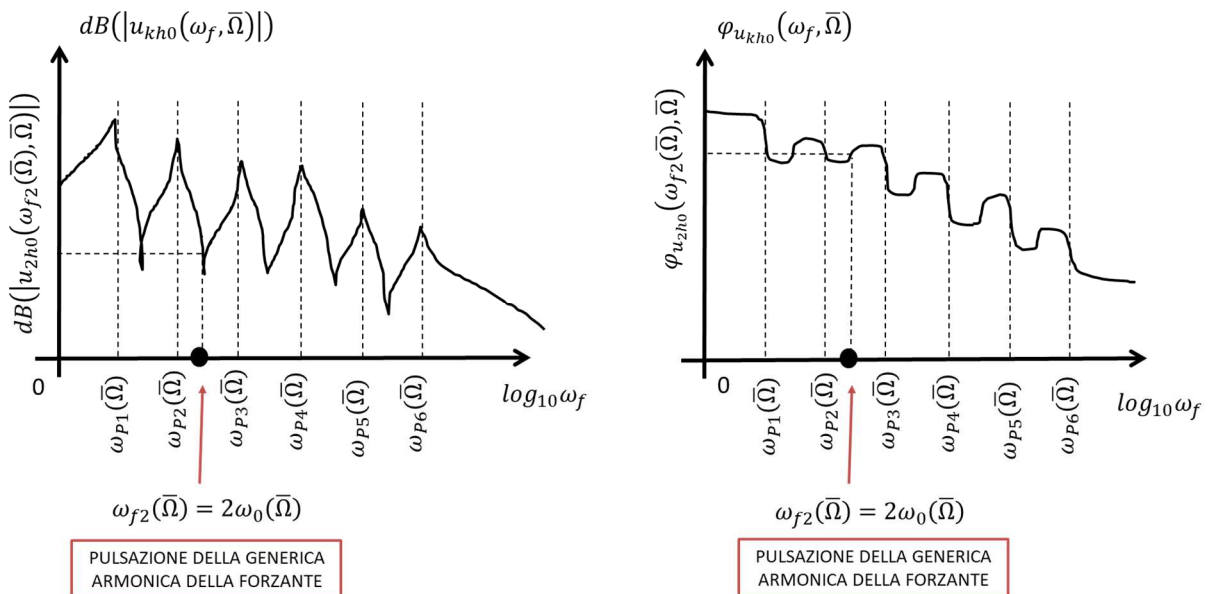 dB(|u_{kh0}(ω_f, Ω̅)|)
dB(|u_{2h0}(ω_{f2}(Ω̅), Ω̅)|)
0
ω_{P1}(Ω̅)
ω_{P2}(Ω̅)
ω_{P3}(Ω̅)
ω_{P4}(Ω̅)
ω_{P5}(Ω̅)
ω_{P6}(Ω̅)
log_{10}ω_f
ω_{f2}(Ω̅) = 2ω_0(Ω̅)
PULSAZIONE DELLA GENERICA
ARMONICA DELLA FORZANTE
φ_{u_{kh0}}(ω_f, Ω̅)
φ_{u_{2h0}}(ω_{f2}(Ω̅), Ω̅)
0
ω_{P1}(Ω̅)
ω_{P2}(Ω̅)
ω_{P3}(Ω̅)
ω_{P4}(Ω̅)
ω_{P5}(Ω̅)
ω_{P6}(Ω̅)
log_{10}ω_f
ω_{f2}(Ω̅) = 2ω_0(Ω̅)
PULSAZIONE DELLA GENERICA
ARMONICA DELLA FORZANTE